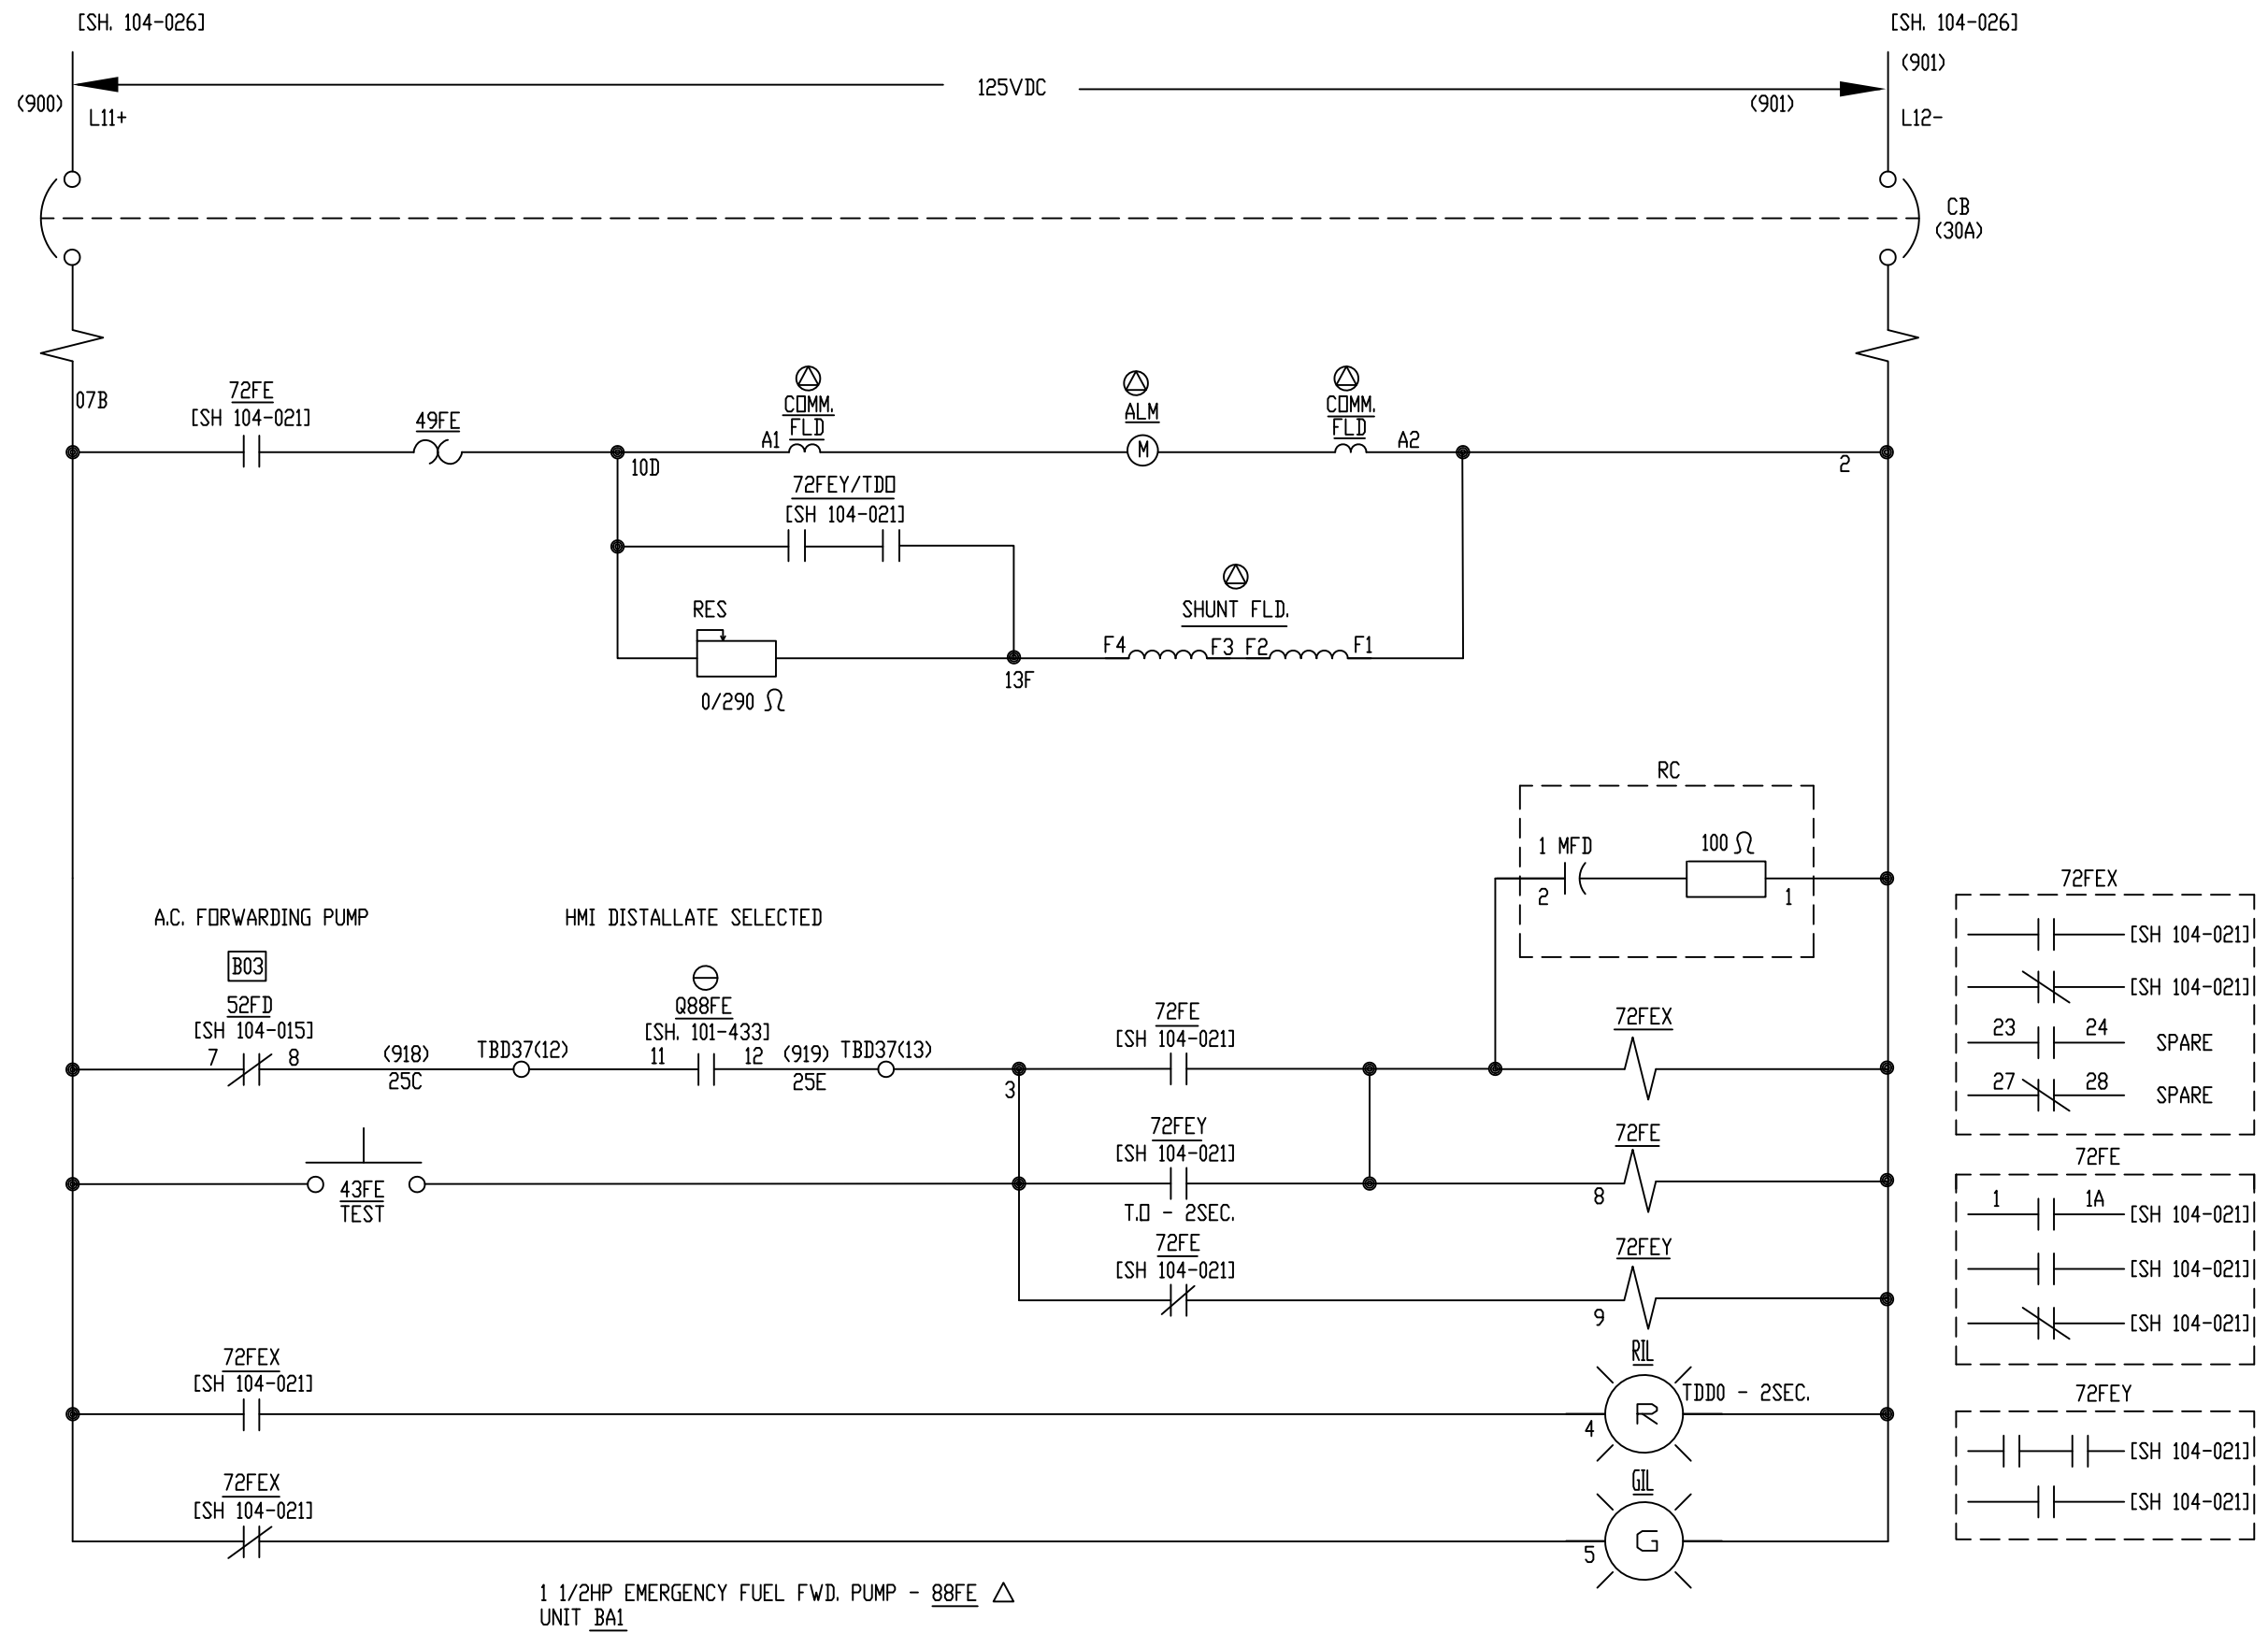 [SH. 104-026]
[SH. 104-026]
(901)
125VDC
(900)
(901)
L11+
L12-
CB
(30A)
07B
72FE
[SH 104-021]
49FE
COMM.
FLD
A1
ALM
M
COMM.
FLD
A2
10D
2
72FEY/TDO
[SH 104-021]
RES
SHUNT FLD.
F4
F3
F2
F1
13F
0/290 Ω
RC
1 MFD
100 Ω
2
1
A.C. FORWARDING PUMP
HMI DISTALLATE SELECTED
B03
52FD
[SH 104-015]
7
8
(918)
25C
TBD37(12)
Q88FE
[SH. 101-433]
11
12
(919)
25E
TBD37(13)
3
72FE
[SH 104-021]
72FEX
43FE
TEST
72FEY
[SH 104-021]
T.O - 2SEC.
72FE
8
72FE
[SH 104-021]
72FEY
9
72FEX
[SH 104-021]
RIL
R
TDDO - 2SEC.
4
72FEX
[SH 104-021]
GIL
G
5
72FEX
[SH 104-021]
[SH 104-021]
23
24
SPARE
27
28
SPARE
72FE
1
1A
[SH 104-021]
[SH 104-021]
[SH 104-021]
72FEY
[SH 104-021]
[SH 104-021]
1 1/2HP EMERGENCY FUEL FWD. PUMP - 88FE
UNIT BA1